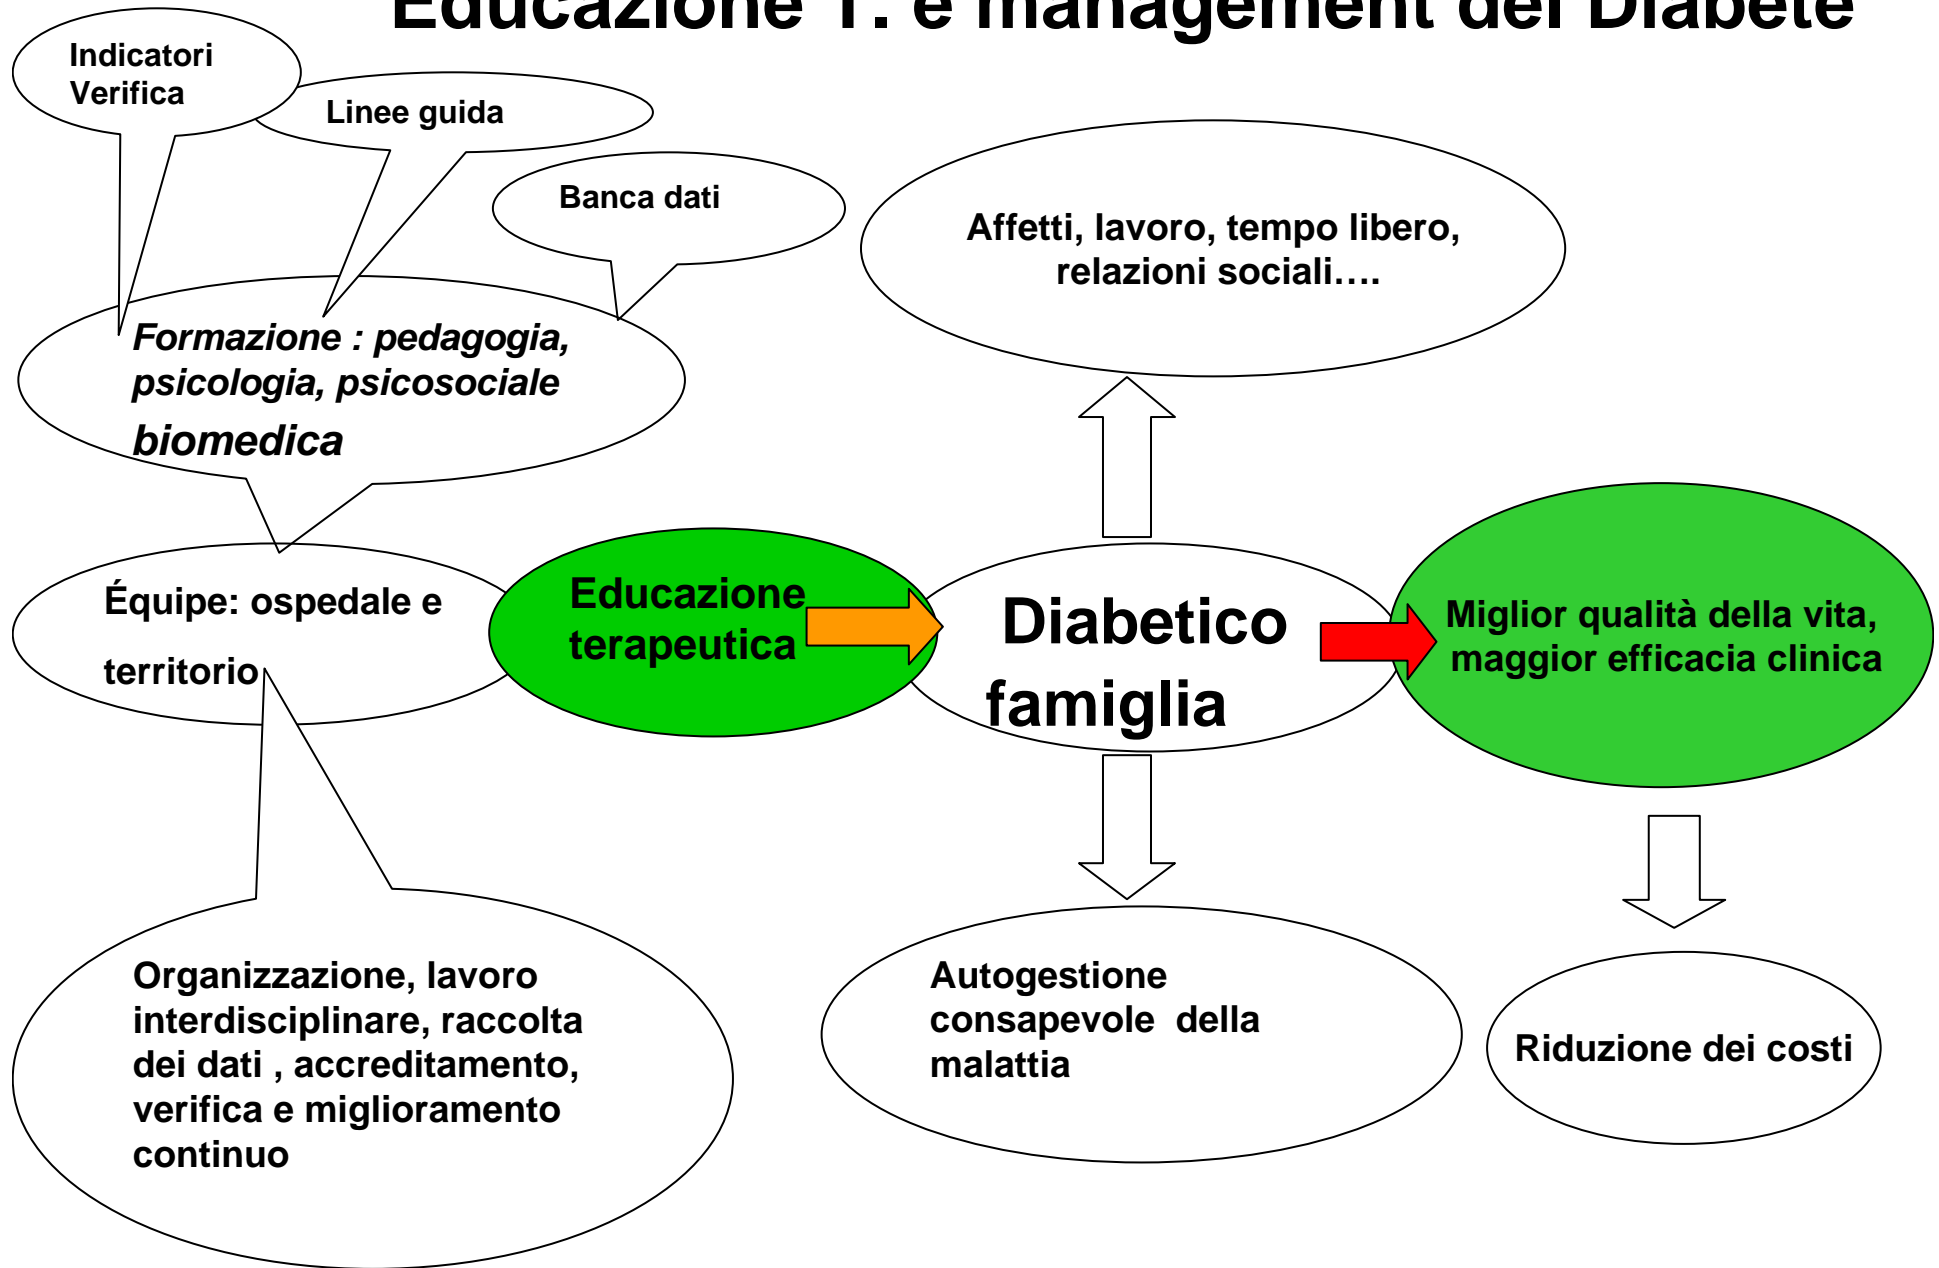 Educazione T. e management del Diabete
Indicatori
Verifica
Linee guida
Banca dati
Affetti, lavoro, tempo libero,
relazioni sociali….
Formazione : pedagogia,
psicologia, psicosociale
biomedica
Équipe: ospedale e
territorio
Educazione
terapeutica
Diabetico
famiglia
Miglior qualità della vita,
maggior efficacia clinica
Organizzazione, lavoro
interdisciplinare, raccolta
dei dati , accreditamento,
verifica e miglioramento
continuo
Autogestione
consapevole  della
malattia
Riduzione dei costi